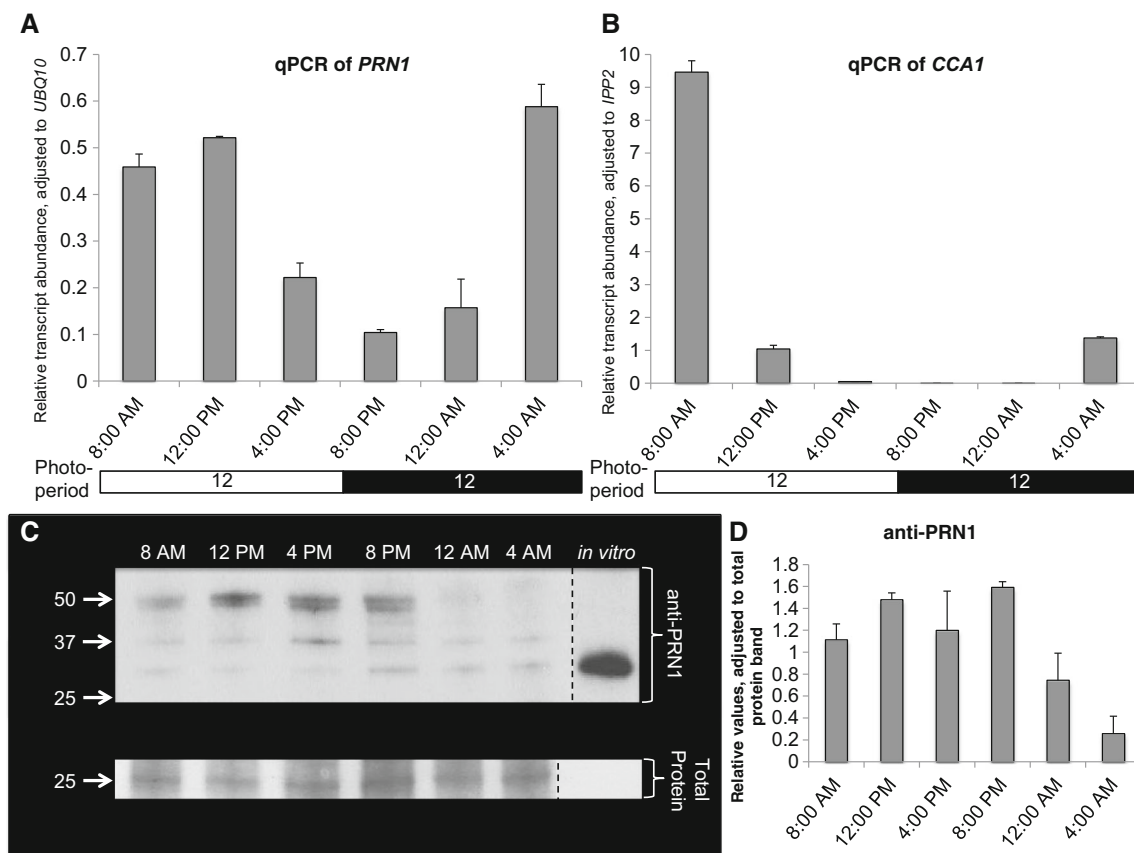 A
qPCR of PRN1
Relative transcript abundance, adjusted to UBQ10
0.7
0.6
0.5
0.4
0.3
0.2
0.1
0
8:00 AM
12:00 PM
4:00 PM
8:00 PM
12:00 AM
4:00 AM
Photo-
period
12
12
B
qPCR of CCA1
Relative transcript abundance, adjusted to IPP2
10
9
8
7
6
5
4
3
2
1
0
8:00 AM
12:00 PM
4:00 PM
8:00 PM
12:00 AM
4:00 AM
Photo-
period
12
12
C
8 AM 12 PM 4 PM 8 PM 12 AM 4 AM in vitro
50
37
25
anti-PRN1
25
Total
Protein
D
anti-PRN1
Relative values, adjusted to total
protein band
1.8
1.6
1.4
1.2
1
0.8
0.6
0.4
0.2
0
8:00 AM
12:00 PM
4:00 PM
8:00 PM
12:00 AM
4:00 AM